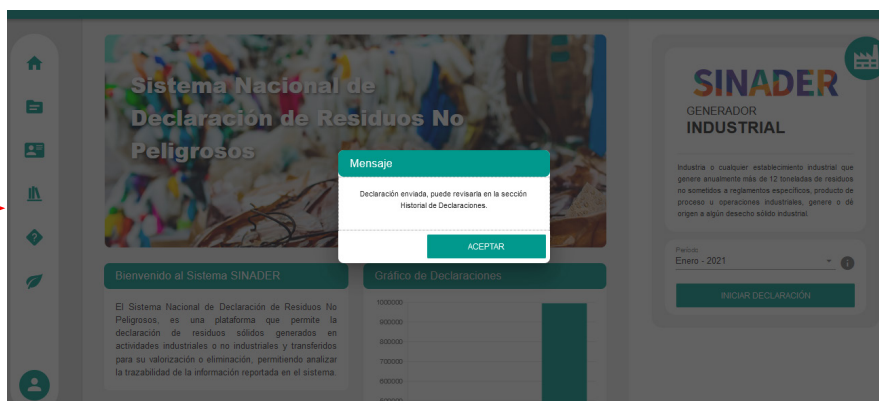 Sistema Nacional de
Declaración de Residuos No
Peligrosos
Mensaje
Declaración enviada, puede revisarla en la sección
Historial de Declaraciones.
ACEPTAR
Bienvenido al Sistema SINADER
El Sistema Nacional de Declaración de Residuos No
Peligrosos, es una plataforma que permite la
declaración de residuos sólidos generados en
actividades industriales o no industriales y transferidos
para su valorización o eliminación, permitiendo analizar
la trazabilidad de la información reportada en el sistema.
Gráfico de Declaraciones
1000000
900000
800000
700000
600000
SINADER
GENERADOR
INDUSTRIAL
Industria o cualquier establecimiento industrial que
genere anualmente más de 12 toneladas de residuos
no sometidos a reglamentos específicos, producto de
proceso u operaciones industriales, genere o dé
origen a algún desecho sólido industrial.
Período
Enero - 2021
INICIAR DECLARACIÓN